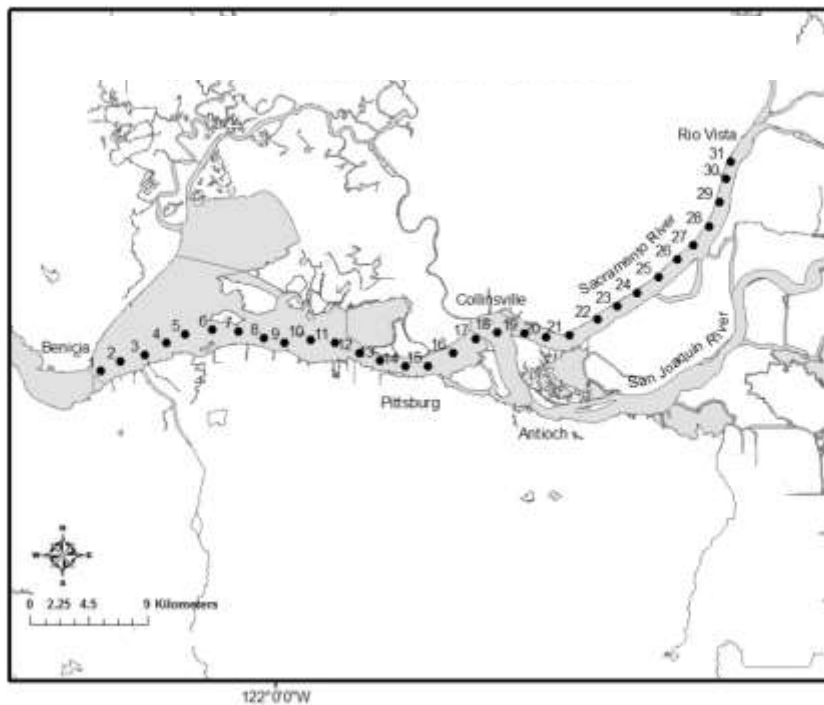 Rio Vista
31
30
29
28
27
26
25
24
23
22
Sacramento River
Collinsville
21
20
19
18
17
16
15
14
13
12
11
10
9
8
7
6
5
4
3
2
1
Benicia
San Joaquin River
Pittsburg
Antioch
N
W E
S
0 2.25 4.5 9 Kilometers
122°0'0"W